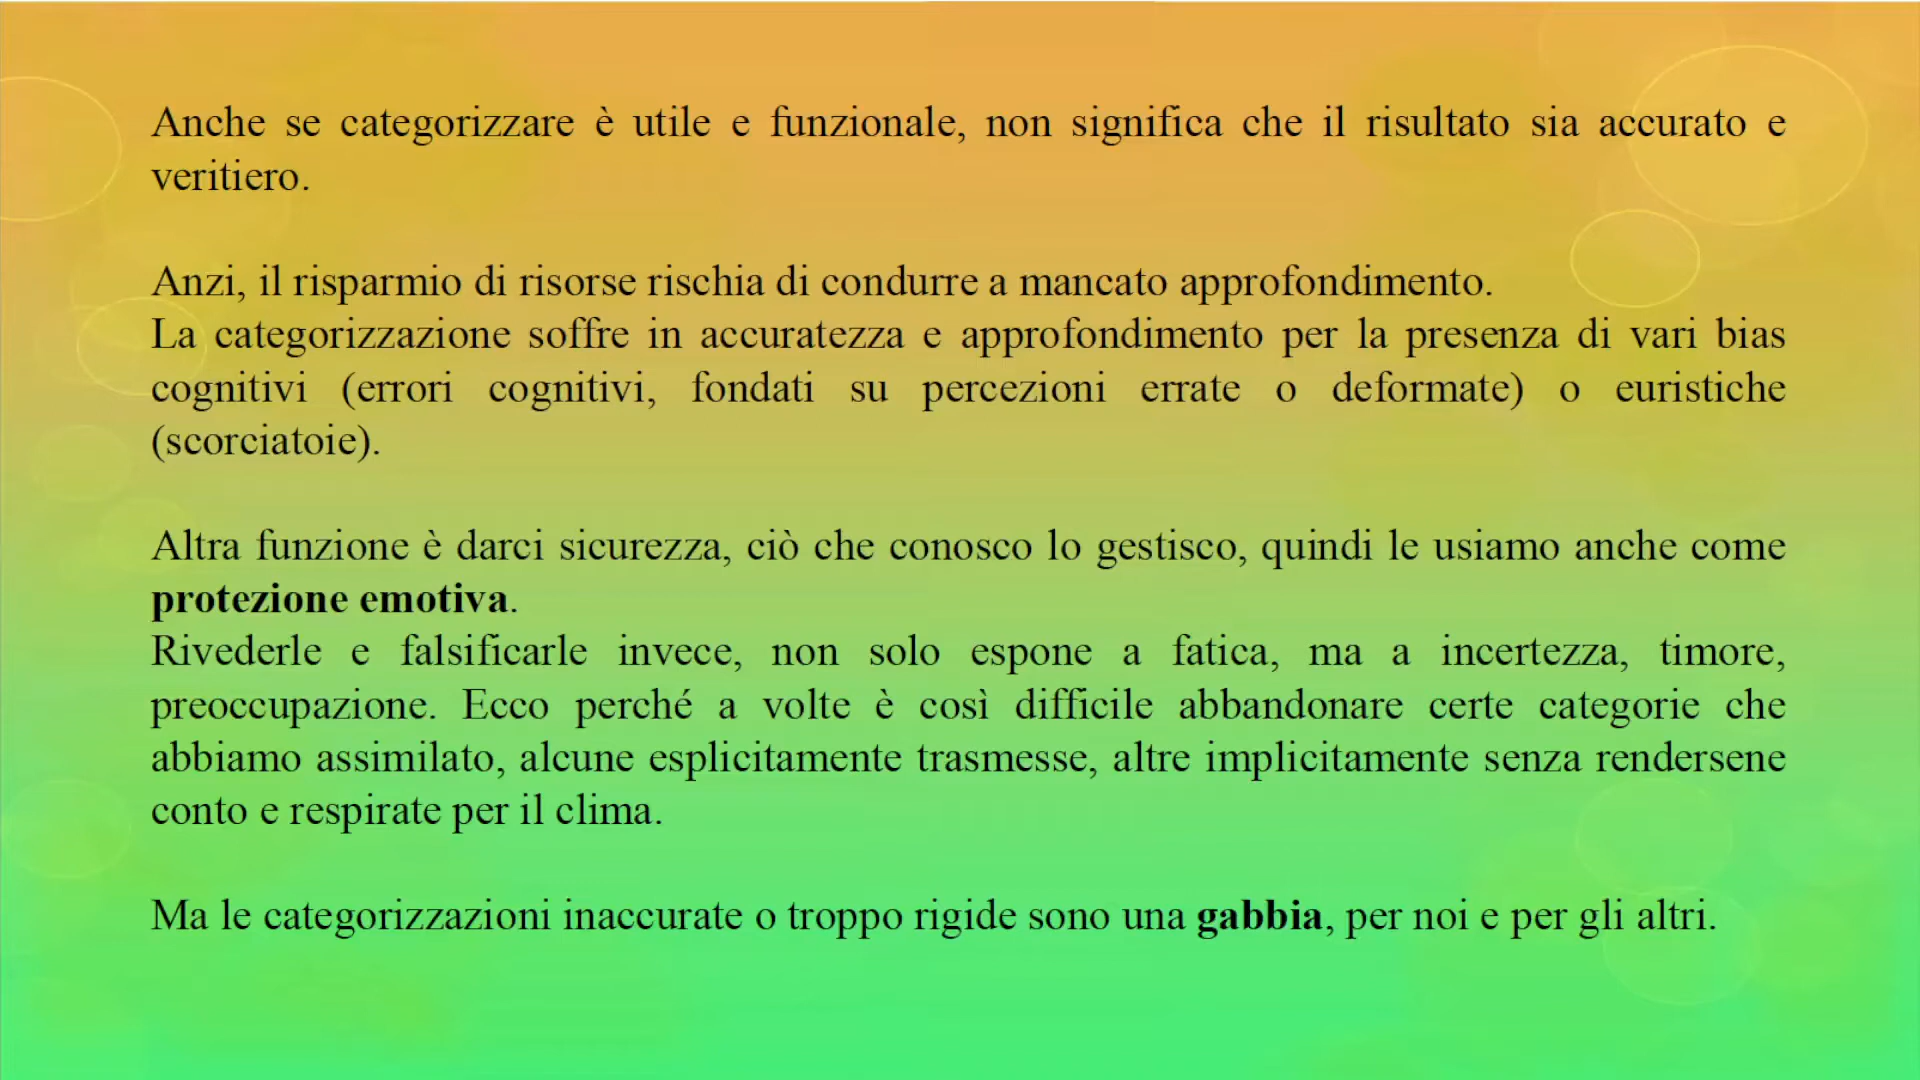 Anche se categorizzare è utile e funzionale, non significa che il risultato sia accurato e
veritiero.
Anzi, il risparmio di risorse rischia di condurre a mancato approfondimento.
La categorizzazione soffre in accuratezza e approfondimento per la presenza di vari bias
cognitivi (errori cognitivi, fondati su percezioni errate o deformate) o euristiche
(scorciatoie).
Altra funzione è darci sicurezza, ciò che conosco lo gestisco, quindi le usiamo anche come
protezione emotiva.
Rivederle e falsificarle invece, non solo espone a fatica, ma a incertezza, timore,
preoccupazione. Ecco perché a volte è così difficile abbandonare certe categorie che
abbiamo assimilato, alcune esplicitamente trasmesse, altre implicitamente senza rendersene
conto e respirate per il clima.
Ma le categorizzazioni inaccurate o troppo rigide sono una gabbia, per noi e per gli altri.